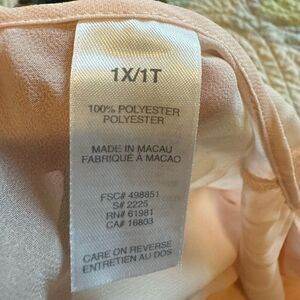 1X/1T
100% POLYESTER
POLYESTER
MADE IN MACAU
FABRIQUÉ À MACAO
FSC# 498851
S# 2225
RN# 61981
CA# 16803
CARE ON REVERSE
ENTRETIEN AU DOS